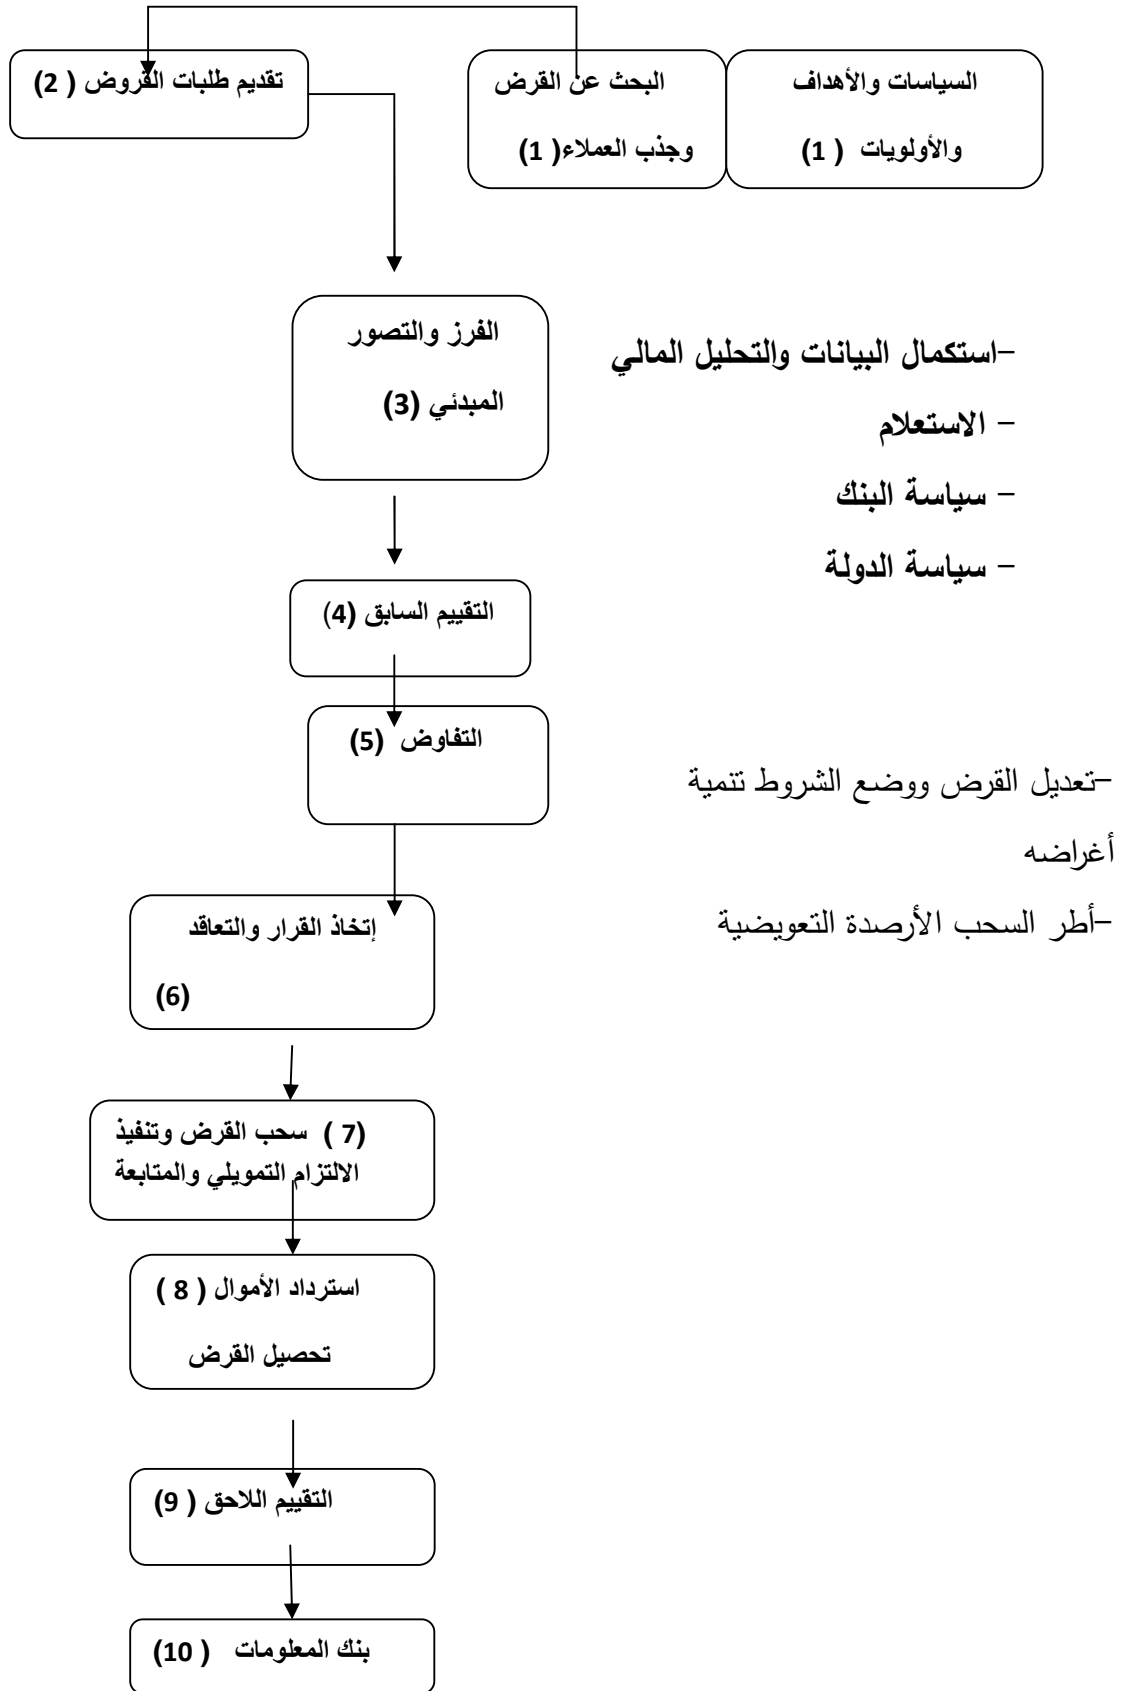 السياسات والأهداف
والأولويات ( 1)
البحث عن القرض
وجذب العملاء( 1)
تقديم طلبات القروض ( 2)
الفرز والتصور
المبدئي (3)
–استكمال البيانات والتحليل المالي
– الاستعلام
– سياسة البنك
– سياسة الدولة
التقييم السابق (4)
التفاوض (5)
–تعديل القرض ووضع الشروط تنمية
أغراضه
–أطر السحب الأرصدة التعويضية
إتخاذ القرار والتعاقد
(6)
(7 ) سحب القرض وتنفيذ
الالتزام التمويلي والمتابعة
استرداد الأموال ( 8 )
تحصيل القرض
التقييم اللاحق ( 9)
بنك المعلومات ( 10)